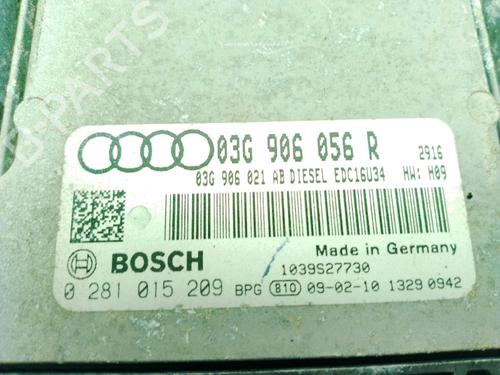 03G 906 056 R 2916
03G 906 021 AB DIESEL EDC16U34 HW: H09
Made in Germany
BOSCH 1039S27730
0 281 015 209 BPG 810 09-02-10 1329 0942
B-PARTS